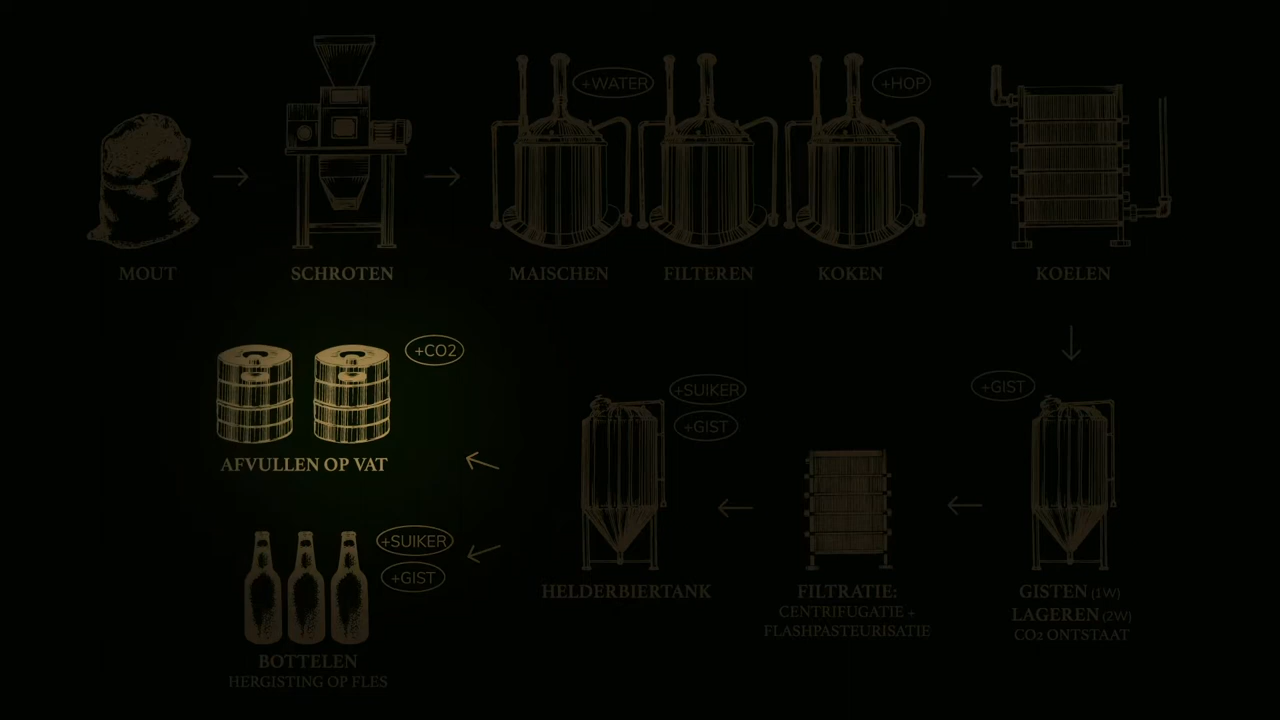 +WATER
+HOP
MOUT
SCHROTEN
MAISCHEN
FILTEREN
KOKEN
KOELEN
+CO2
AFVULLEN OP VAT
+SUIKER
+GIST
+GIST
+SUIKER
+GIST
HELDERBIERTANK
FILTRATIE:
CENTRIFUGATIE +
FLASHPASTEURISATIE
GISTEN (1W)
LAGEREN (2W)
CO2 ONTSTAAT
BOTTELEN
HERGISTING OP FLES